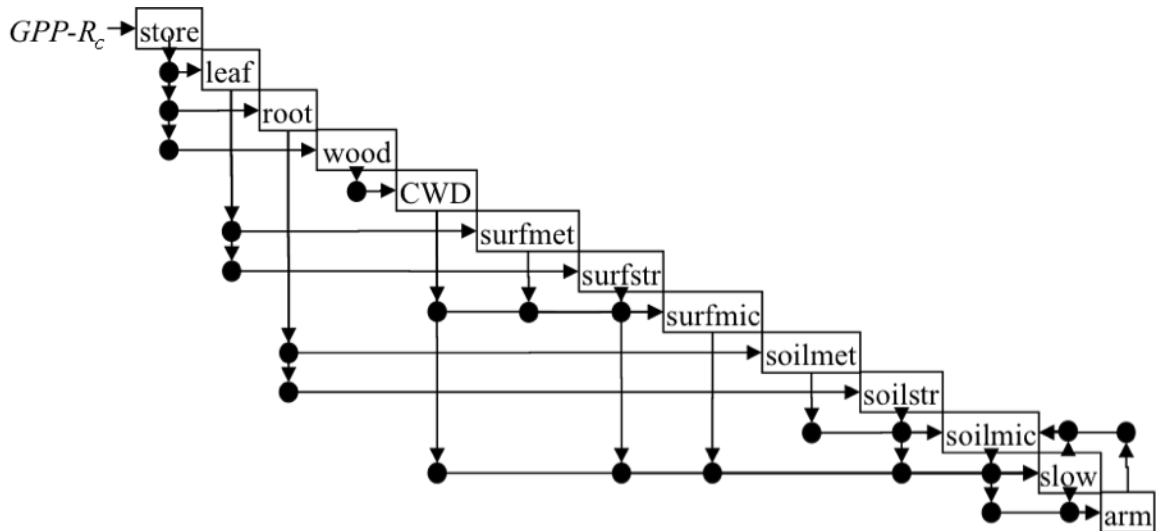 GPP-Rc
store
leaf
root
wood
CWD
surfmet
surfstr
surfmic
soilmet
soilstr
soilmic
slow
arm